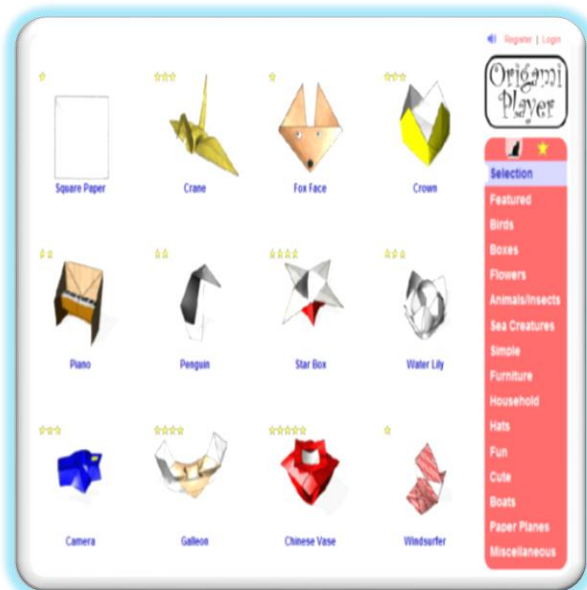 Register | Login
Origami
Player
Square Paper
Crane
Fox Face
Crown
Piano
Penguin
Star Box
Water Lily
Camera
Galleon
Chinese Vase
Windsurfer
Selection
Featured
Birds
Boxes
Flowers
Animals/Insects
Sea Creatures
Simple
Furniture
Household
Hats
Fun
Cute
Boats
Paper Planes
Miscellaneous